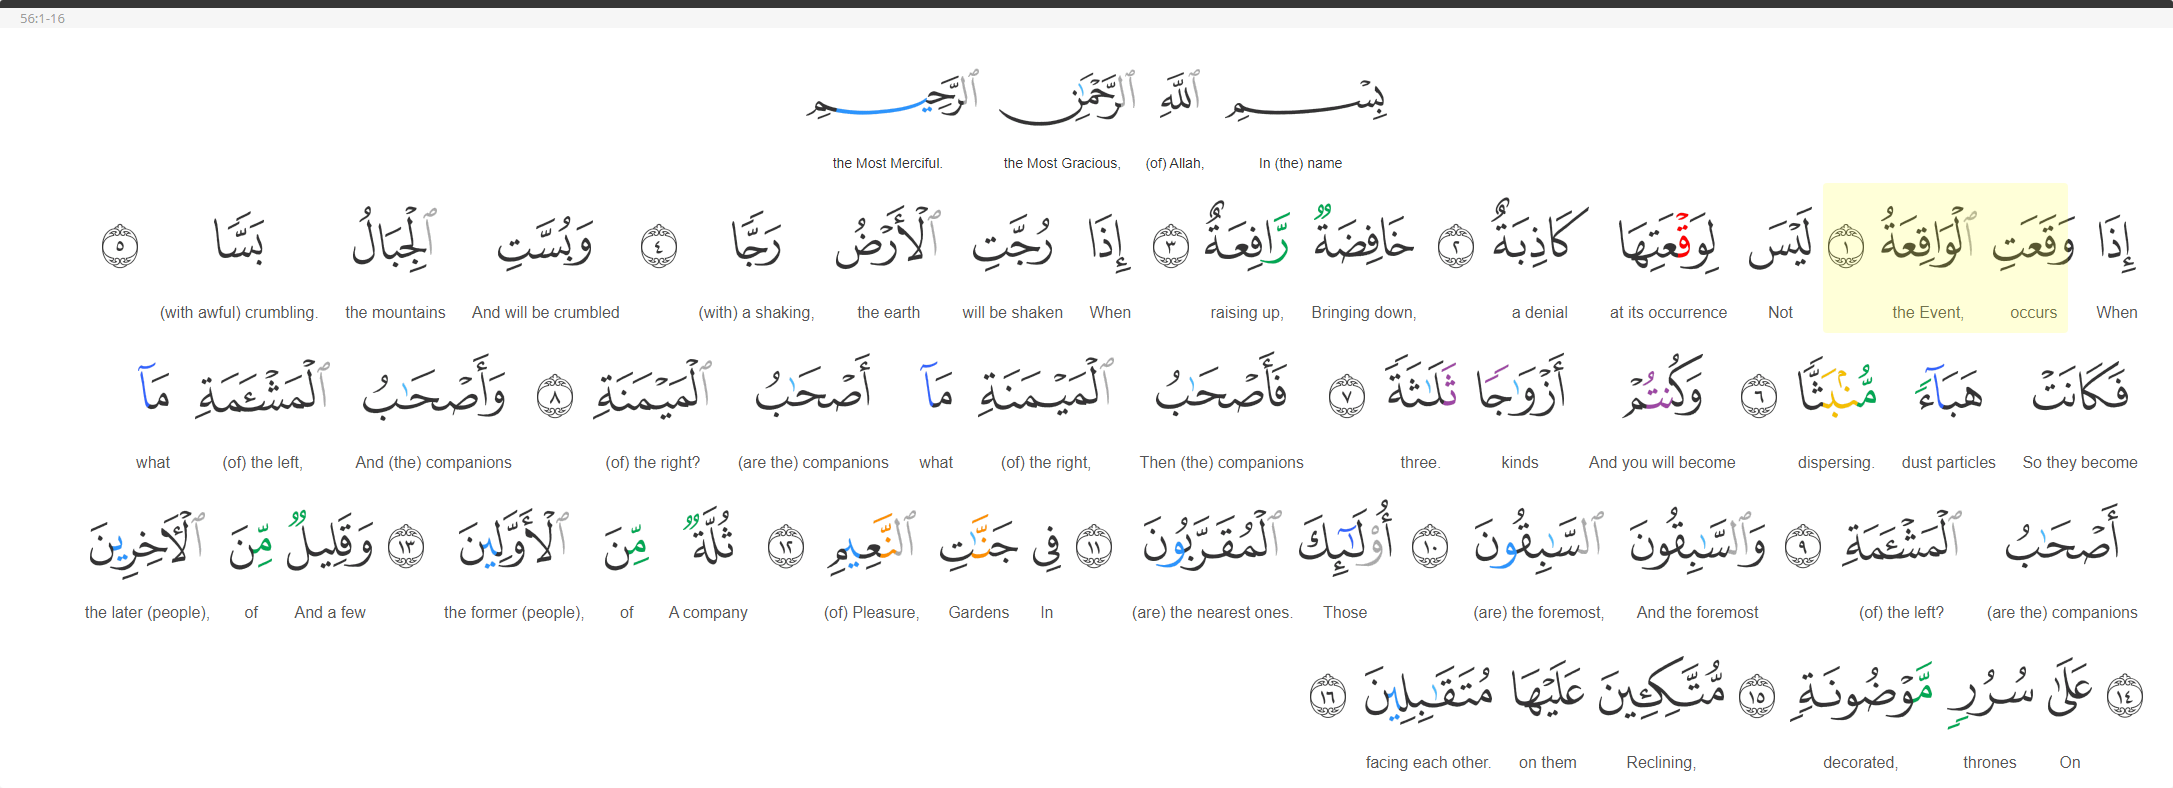 56:1-16
بِسْمِ ٱللَّهِ ٱلرَّحْمَٰنِ ٱلرَّحِيمِ
In (the) name (of) Allah, the Most Gracious, the Most Merciful.
إِذَا وَقَعَتِ ٱلْوَاقِعَةُ ١ لَيْسَ لِوَقْعَتِهَا كَاذِبَةٌ ٢ خَافِضَةٌ رَّافِعَةٌ ٣ إِذَا رُجَّتِ ٱلْأَرْضُ رَجًّا ٤ وَبُسَّتِ ٱلْجِبَالُ بَسًّا ٥
When occurs the Event, Not at its occurrence a denial Bringing down, raising up, When will be shaken the earth (with) a shaking, And will be crumbled the mountains (with awful) crumbling.
فَكَانَتْ هَبَآءً مُّنۢبَثًّا ٦ وَكُنتُمْ أَزْوَٰجًا ثَلَٰثَةً ٧ فَأَصْحَٰبُ ٱلْمَيْمَنَةِ مَآ أَصْحَٰبُ ٱلْمَيْمَنَةِ ٨ وَأَصْحَٰبُ ٱلْمَشْـَٔمَةِ مَآ
So they become dust particles dispersing. And you will become kinds three. Then (the) companions (of) the right, what (are the) companions (of) the right? And (the) companions (of) the left, what
أَصْحَٰبُ ٱلْمَشْـَٔمَةِ ٩ وَٱلسَّٰبِقُونَ ٱلسَّٰبِقُونَ ١٠ أُو۟لَٰٓئِكَ ٱلْمُقَرَّبُونَ ١١ فِى جَنَّٰتِ ٱلنَّعِيمِ ١٢ ثُلَّةٌ مِّنَ ٱلْأَوَّلِينَ ١٣ وَقَلِيلٌ مِّنَ ٱلْـَٔاخِرِينَ
(are the) companions (of) the left? And the foremost (are) the foremost, Those (are) the nearest ones. In Gardens (of) Pleasure, A company of the former (people), And a few of the later (people),
١٤ عَلَىٰ سُرُرٍ مَّوْضُونَةٍ ١٥ مُّتَّكِـِٔينَ عَلَيْهَا مُتَقَٰبِلِينَ ١٦
On thrones decorated, Reclining, on them facing each other.